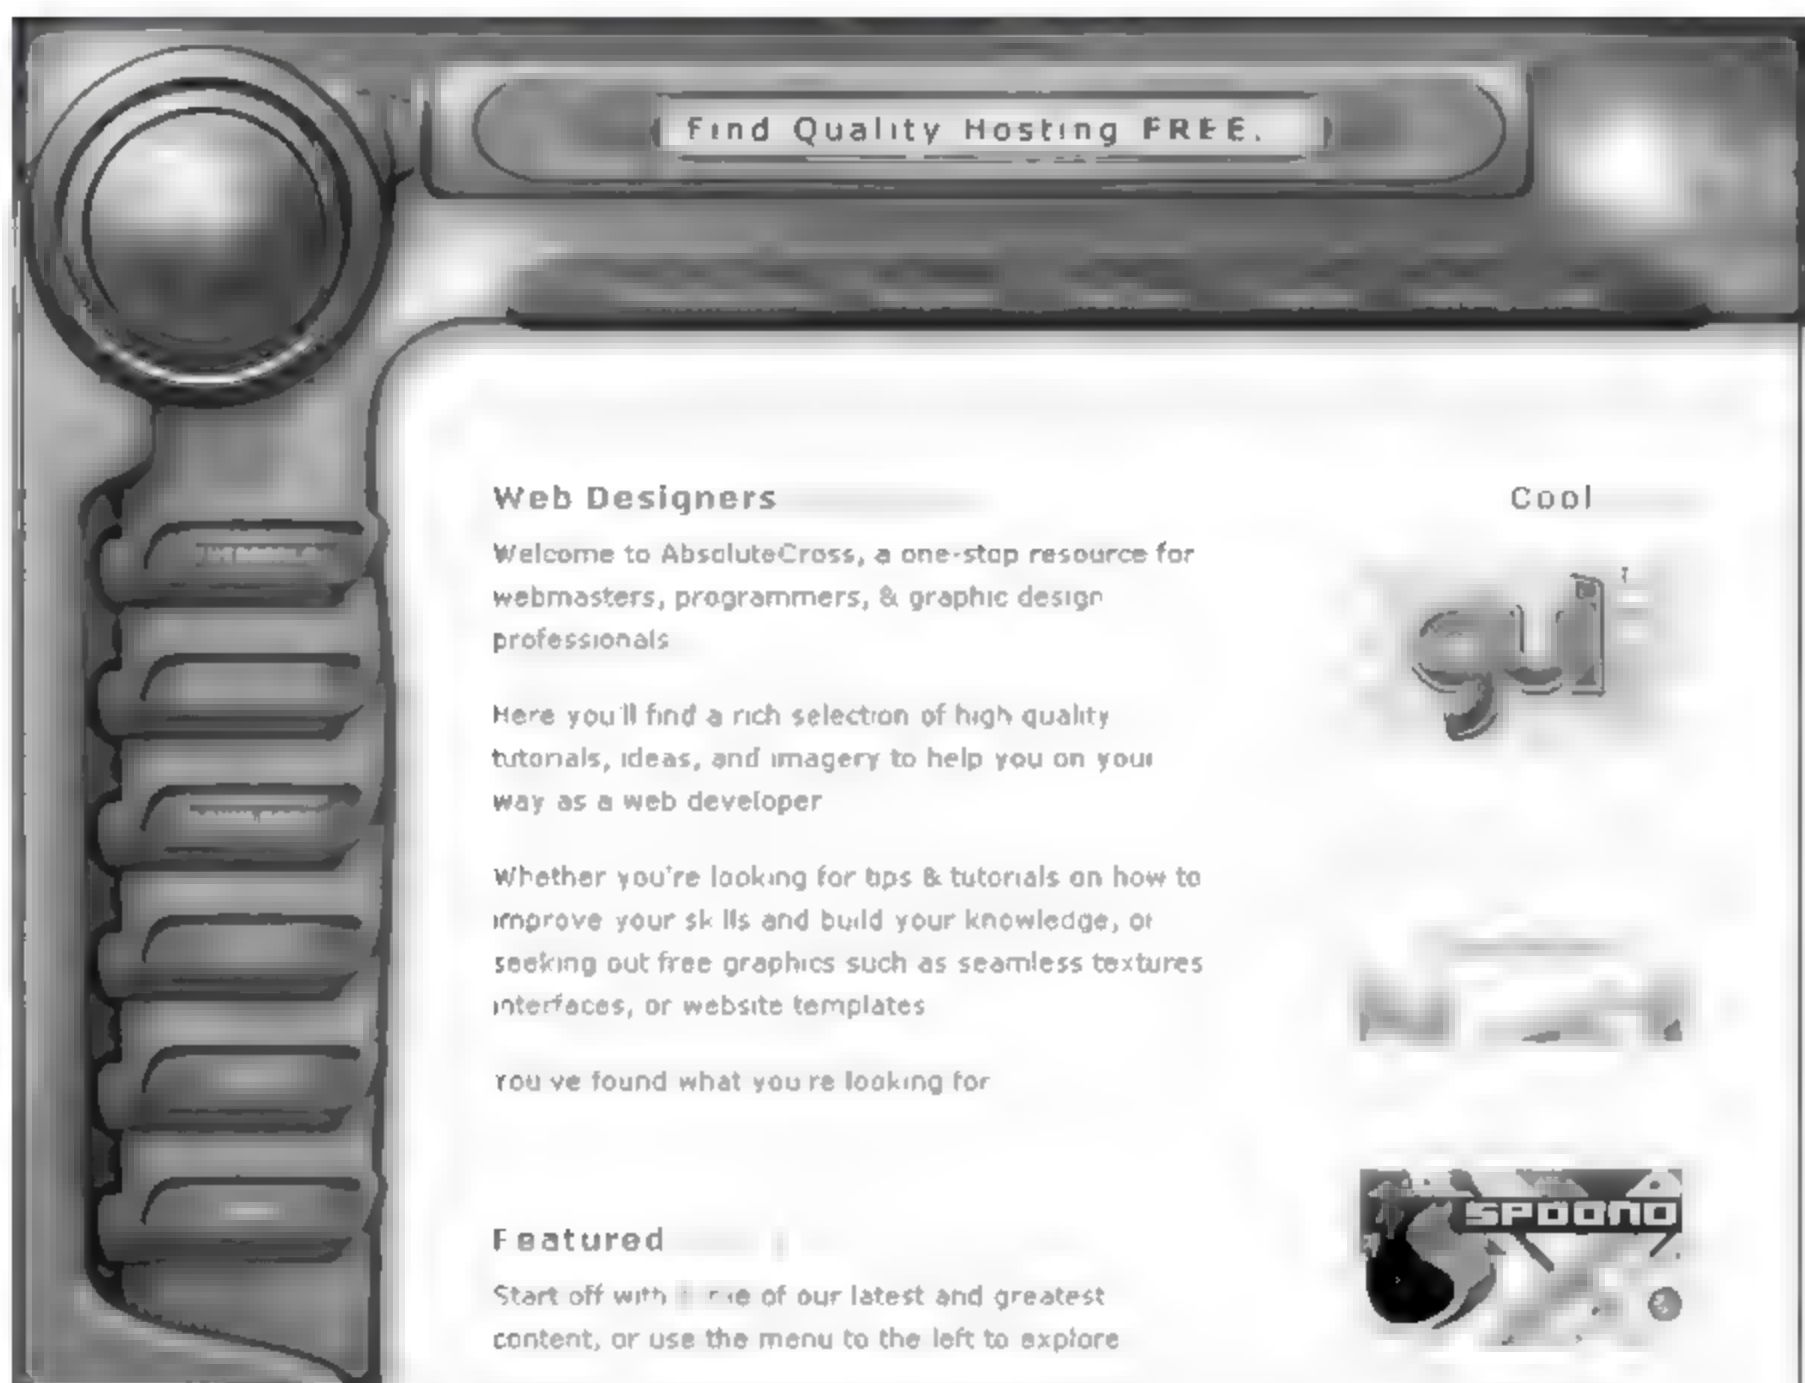 Find Quality Hosting FREE.
Web Designers
Welcome to AbsoluteCross, a one-stop resource for
webmasters, programmers, & graphic design
professionals
Here you'll find a rich selection of high quality
tutorials, ideas, and imagery to help you on your
way as a web developer
Whether you're looking for tips & tutorials on how to
improve your skills and build your knowledge, or
seeking out free graphics such as seamless textures
interfaces, or website templates
You've found what you're looking for
Featured
Start off with of our latest and greatest
content, or use the menu to the left to explore
Cool
gui
SPOONO